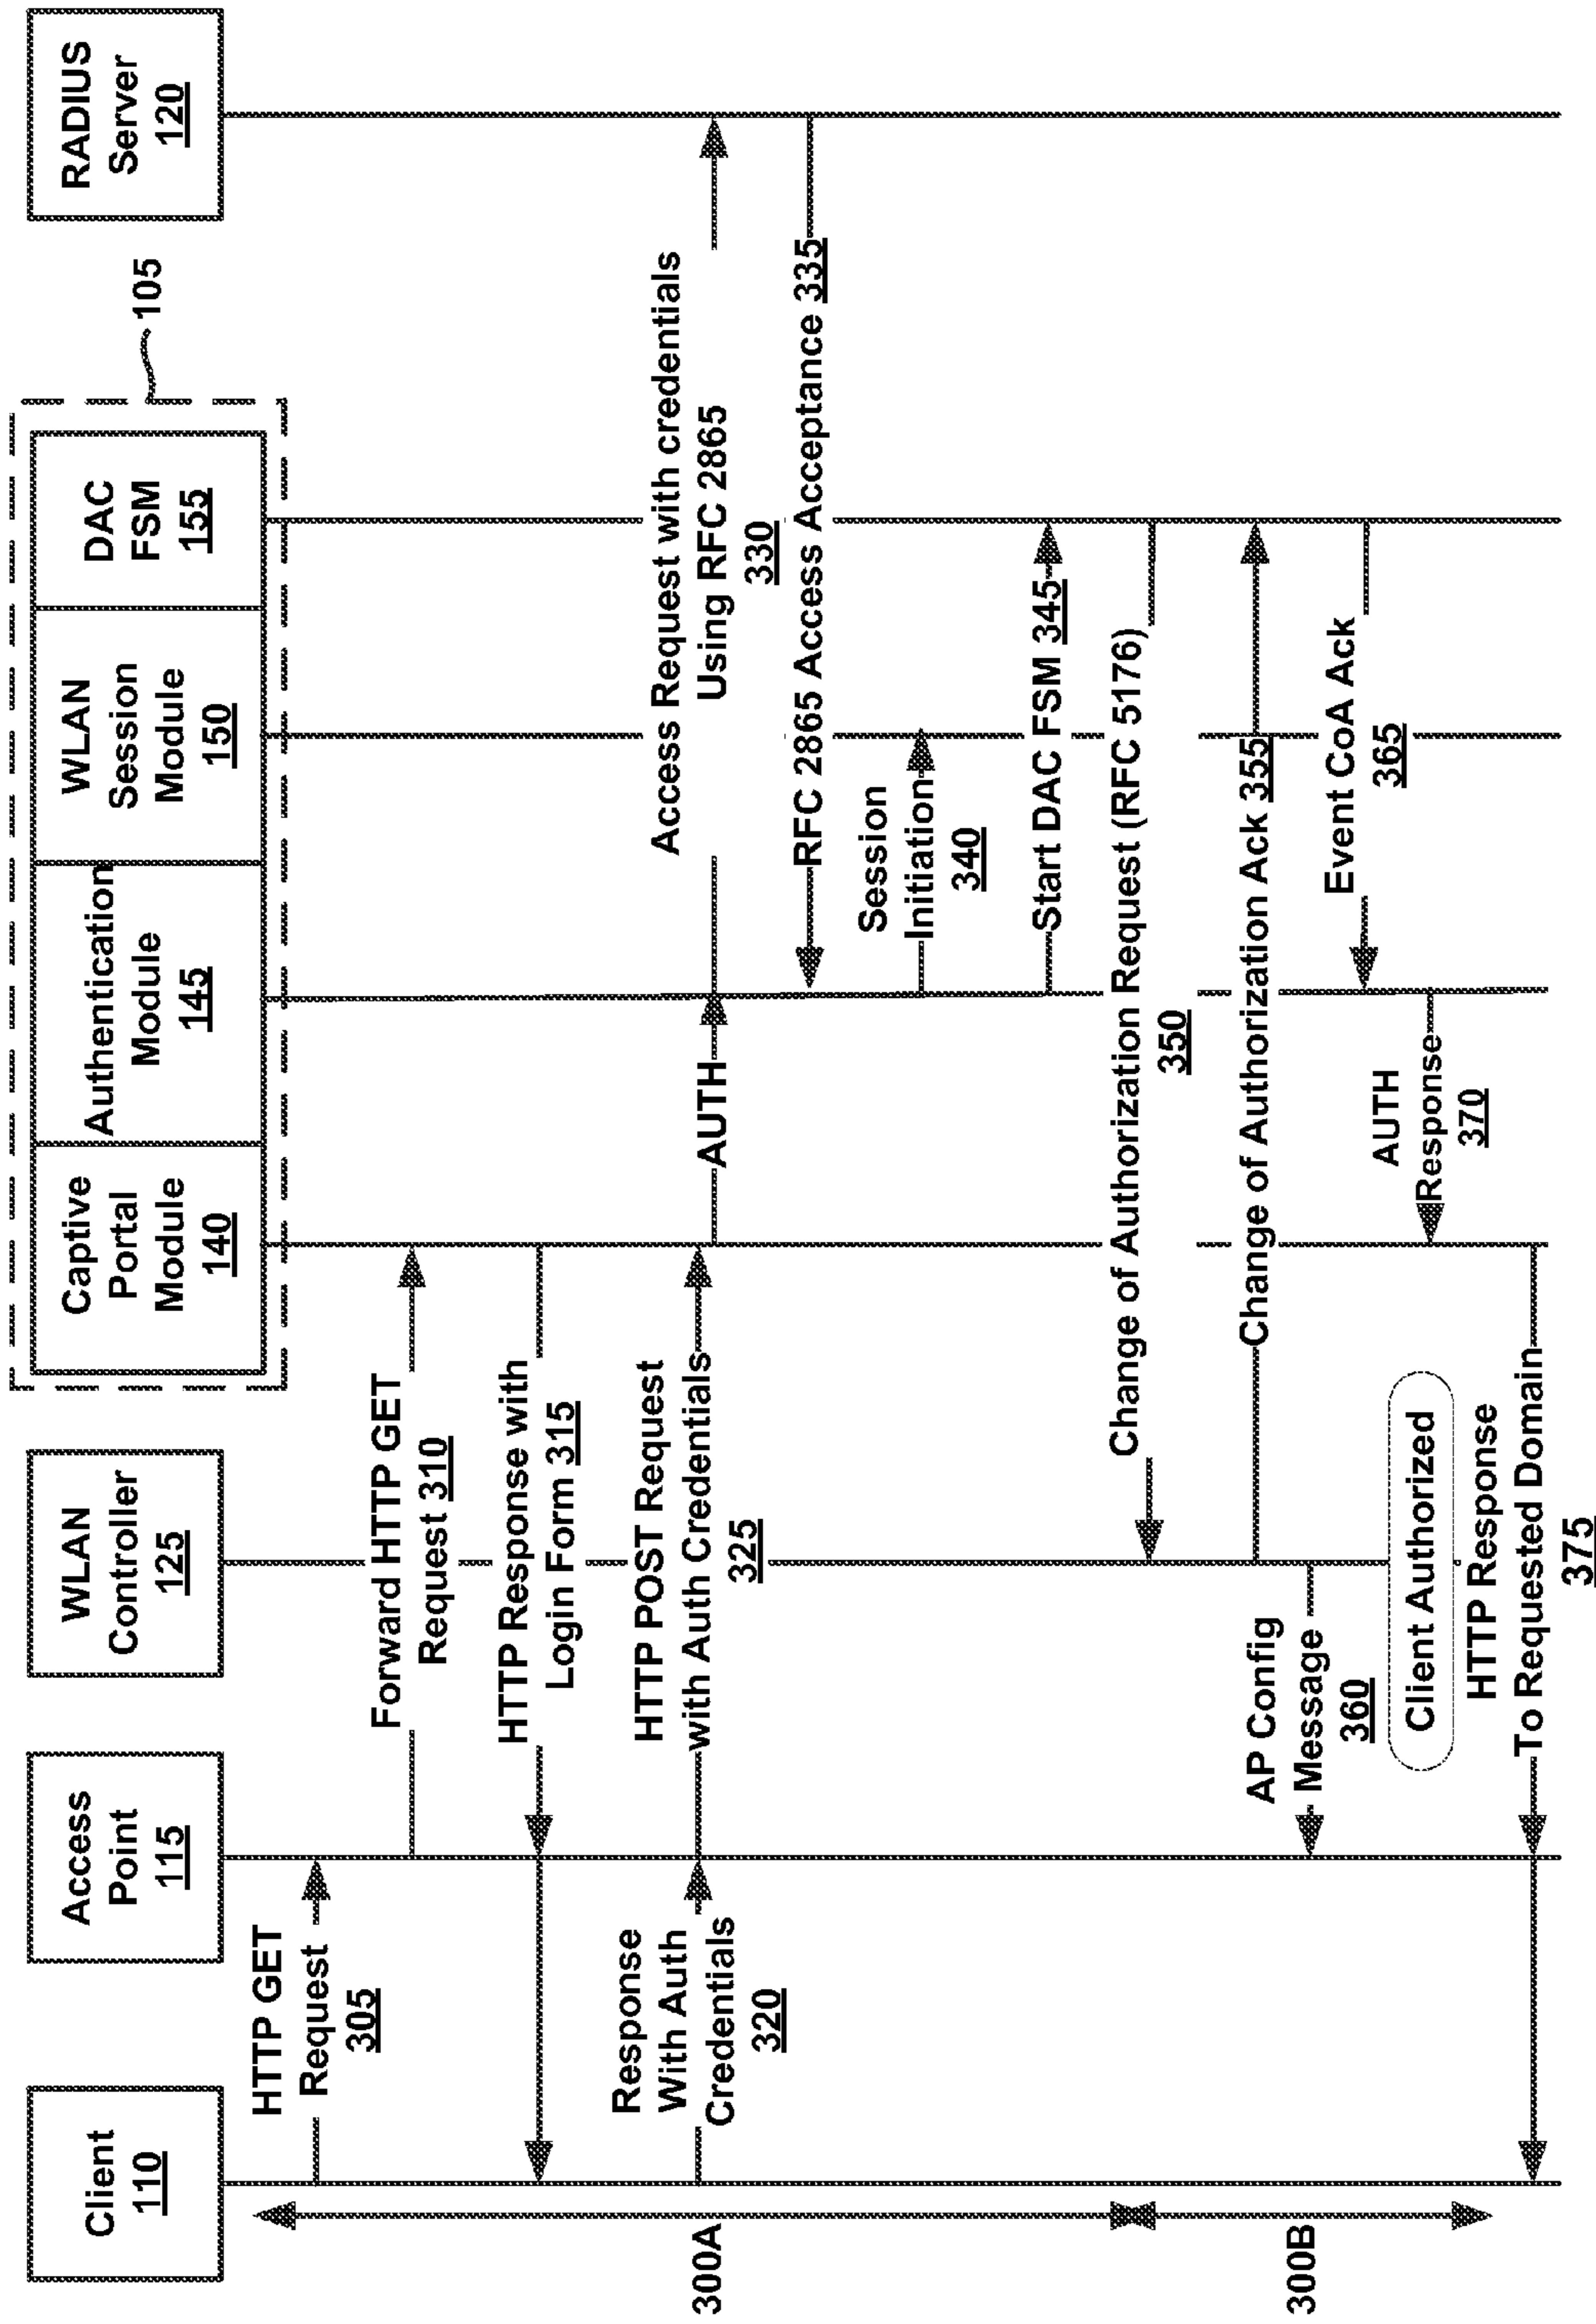 Client
110
Access
Point
115
WLAN
Controller
125
Captive
Portal
Module
140
Authentication
Module
145
WLAN
Session
Module
150
DAC
FSM
155
105
RADIUS
Server
120
HTTP GET
Request
305
Forward HTTP GET
Request 310
HTTP Response with
Login Form 315
Response
With Auth
Credentials
320
HTTP POST Request
with Auth Credentials
325
AUTH
Access Request with credentials
Using RFC 2865
330
RFC 2865 Access Acceptance 335
Session
Initiation
340
Start DAC FSM 345
Change of Authorization Request (RFC 5176)
350
Change of Authorization Ack 355
AP Config
Message
360
Event CoA Ack
365
Client Authorized
AUTH
Response
370
HTTP Response
To Requested Domain
375
300A
300B